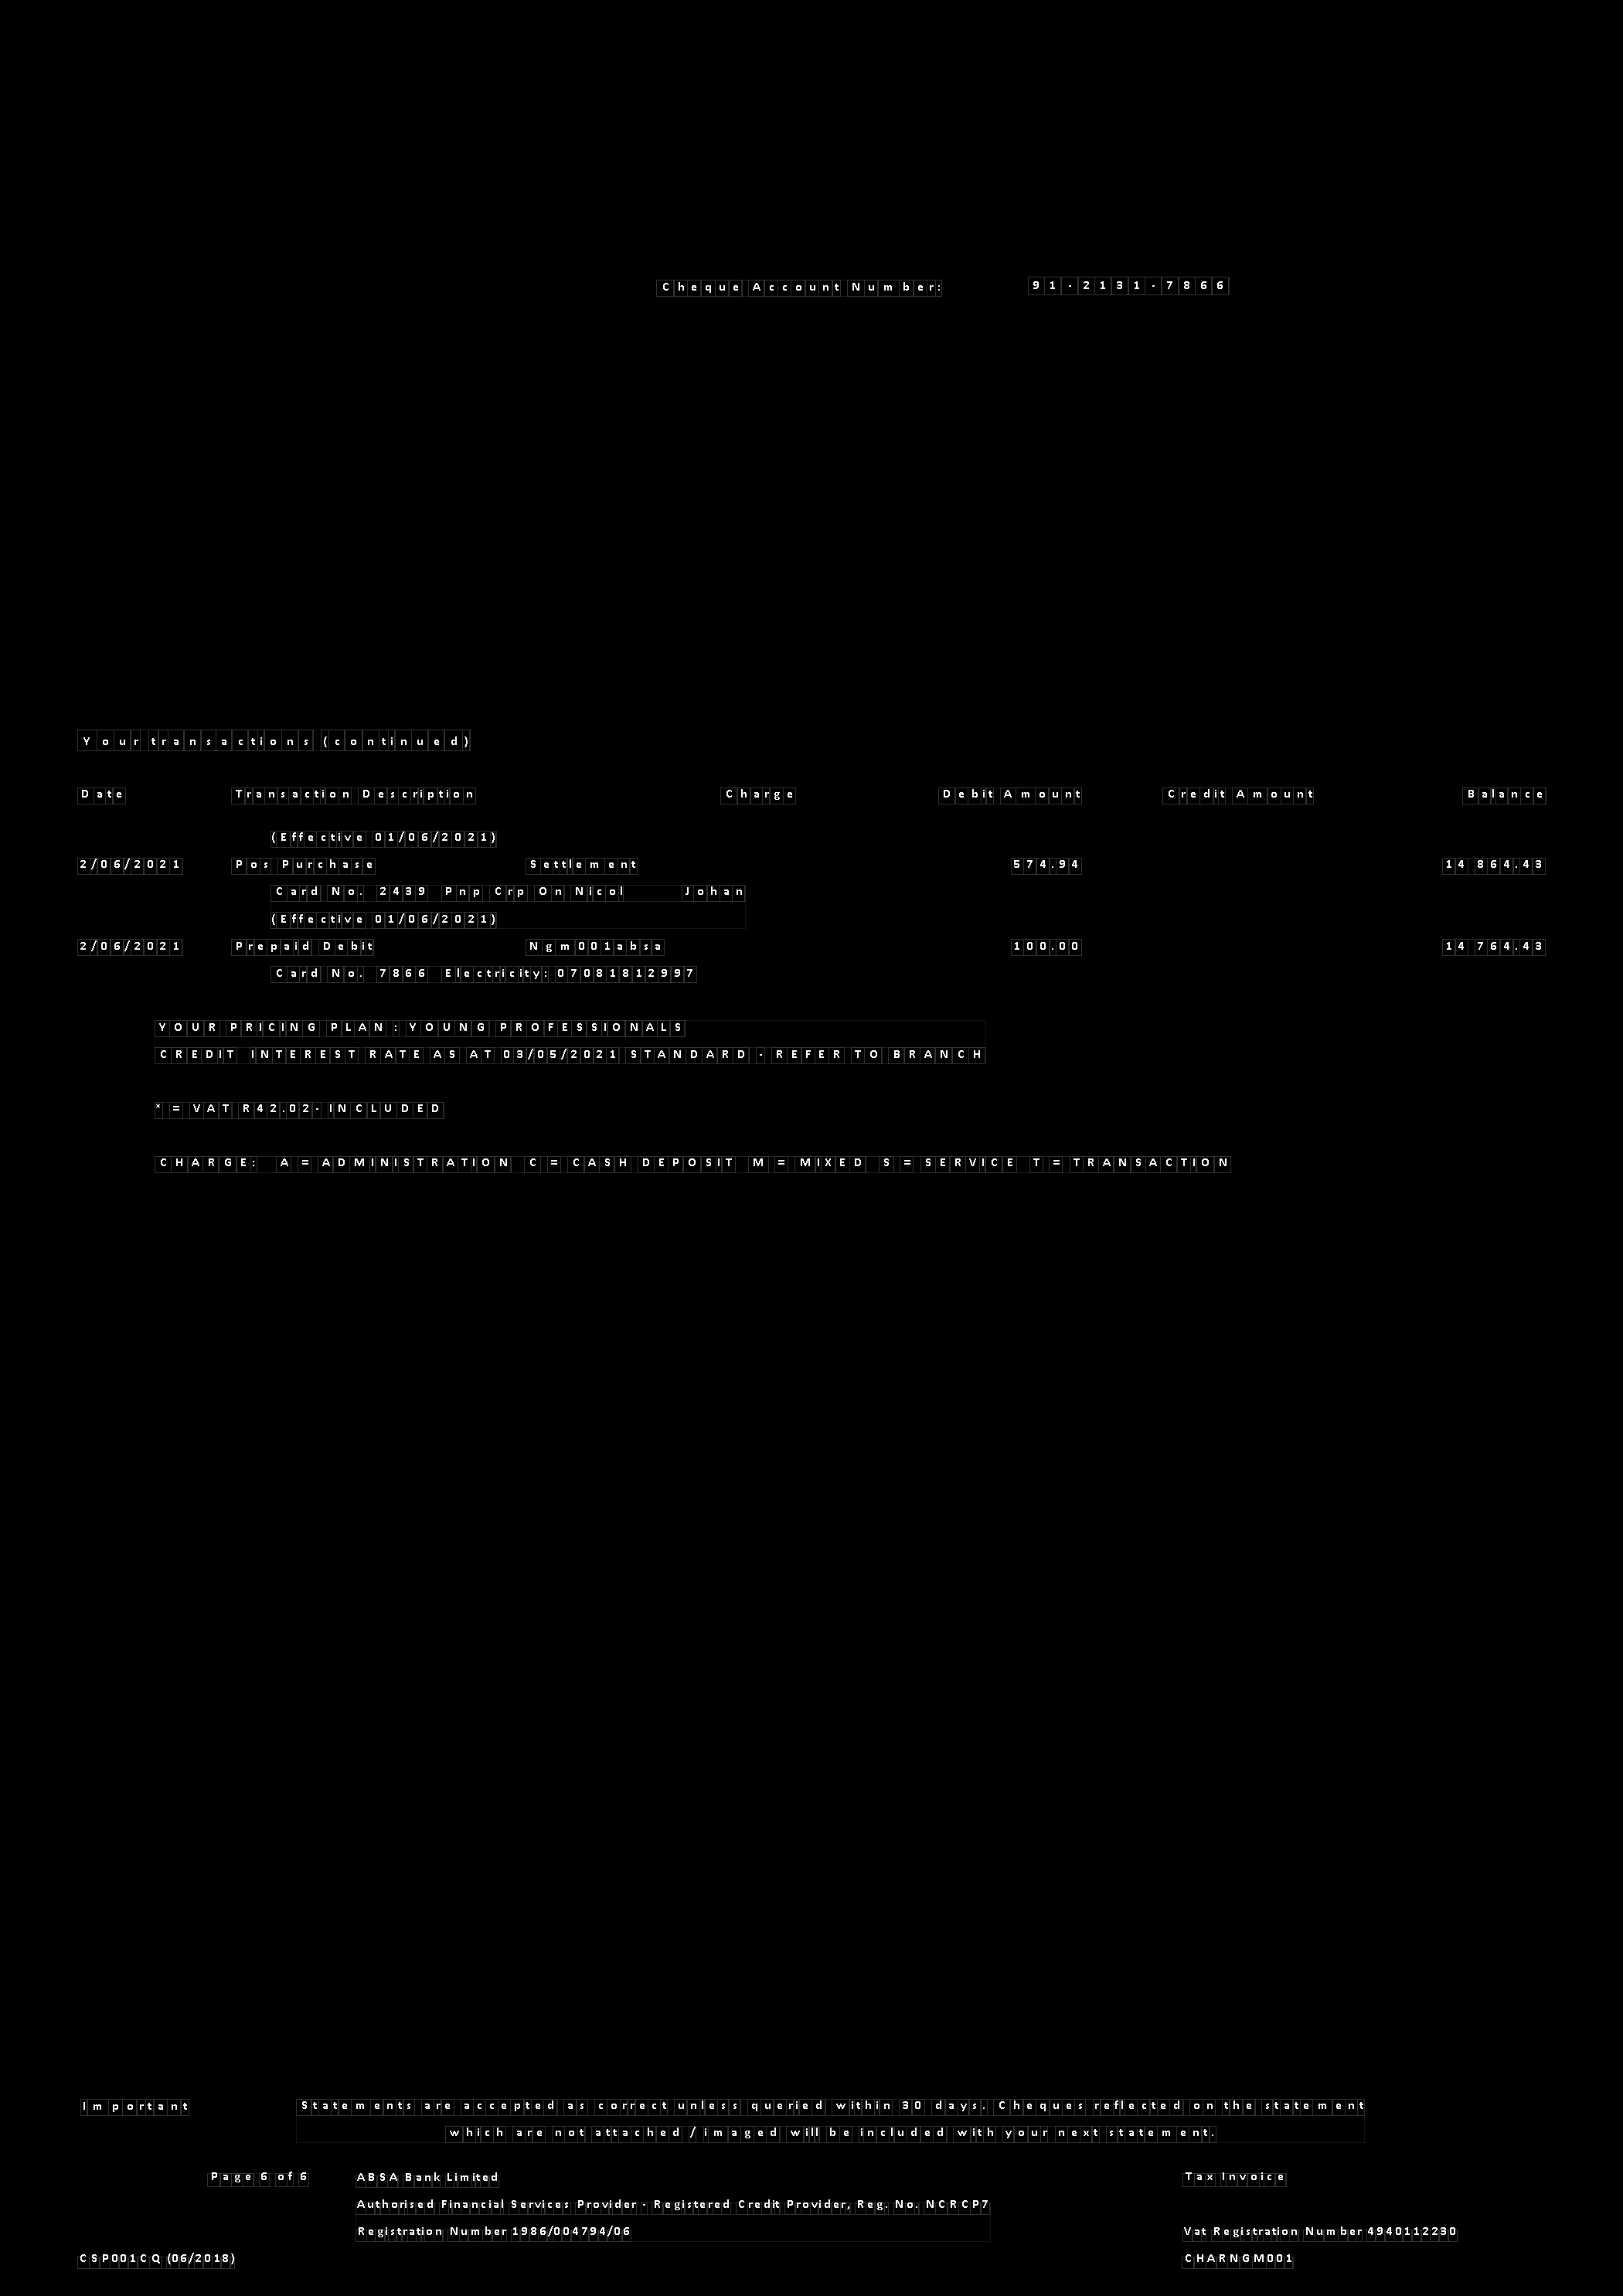 Cheque Account Number: 91-2131-7866
Your transactions (continued)
Date Transaction Description Charge Debit Amount Credit Amount Balance
(Effective 01/06/2021)
2/06/2021 Pos Purchase Settlement 574.94 14 864.43
Card No. 2439 Pnp Crp On Nicol Johan
(Effective 01/06/2021)
2/06/2021 Prepaid Debit Ngm001absa 100.00 14 764.43
Card No. 7866 Electricity: 07081812997
YOUR PRICING PLAN: YOUNG PROFESSIONALS
CREDIT INTEREST RATE AS AT 03/05/2021 STANDARD - REFER TO BRANCH
* = VAT R42.02- INCLUDED
CHARGE: A = ADMINISTRATION C = CASH DEPOSIT M = MIXED S = SERVICE T = TRANSACTION
Important Statements are accepted as correct unless queried within 30 days. Cheques reflected on the statement
which are not attached / imaged will be included with your next statement.
Page 6 of 6 ABSA Bank Limited Tax Invoice
Authorised Financial Services Provider - Registered Credit Provider, Reg. No. NCRCP7
Registration Number 1986/004794/06 Vat Registration Number 4940112230
CSP001CQ (06/2018) CHARNGM001